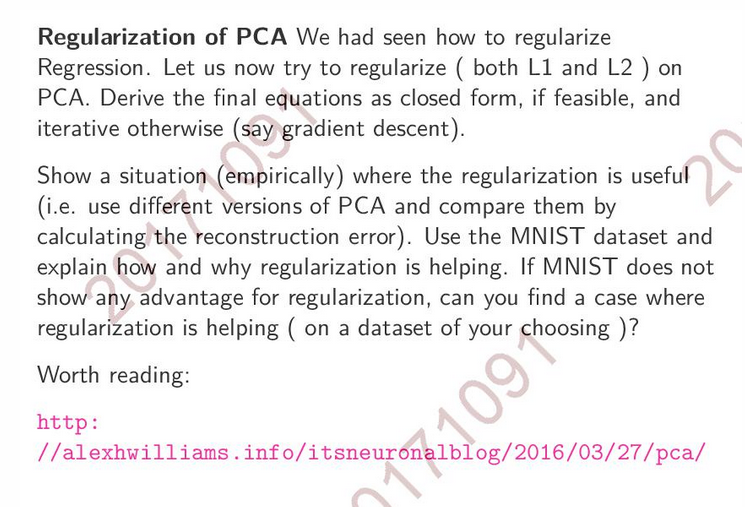 Regularization of PCA We had seen how to regularize
Regression. Let us now try to regularize ( both L1 and L2 ) on
PCA. Derive the final equations as closed form, if feasible, and
iterative otherwise (say gradient descent).
Show a situation (empirically) where the regularization is useful
(i.e. use different versions of PCA and compare them by
calculating the reconstruction error). Use the MNIST dataset and
explain how and why regularization is helping. If MNIST does not
show any advantage for regularization, can you find a case where
regularization is helping ( on a dataset of your choosing )?
Worth reading:
http:
//alexhwilliams.info/itsneuronalblog/2016/03/27/pca/
20171091
20
20171091